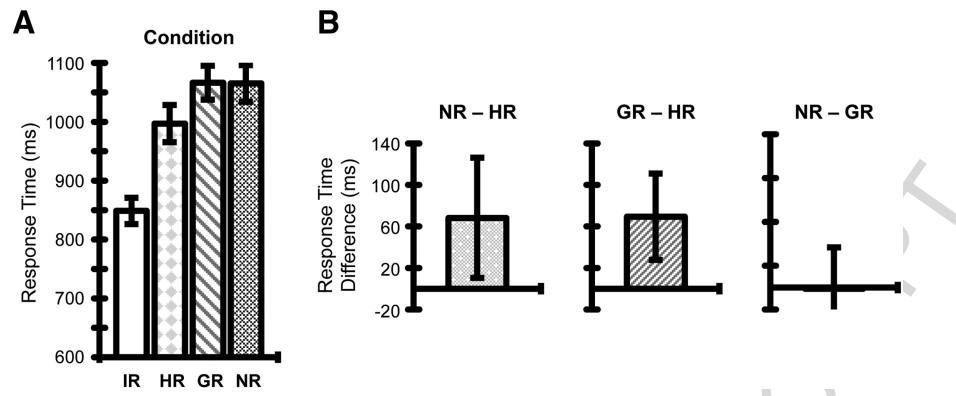 A
Condition
Response Time (ms)
1100
1000
900
800
700
600
IR HR GR NR
B
NR – HR
GR – HR
NR – GR
Response Time
Difference (ms)
140
100
60
20
-20